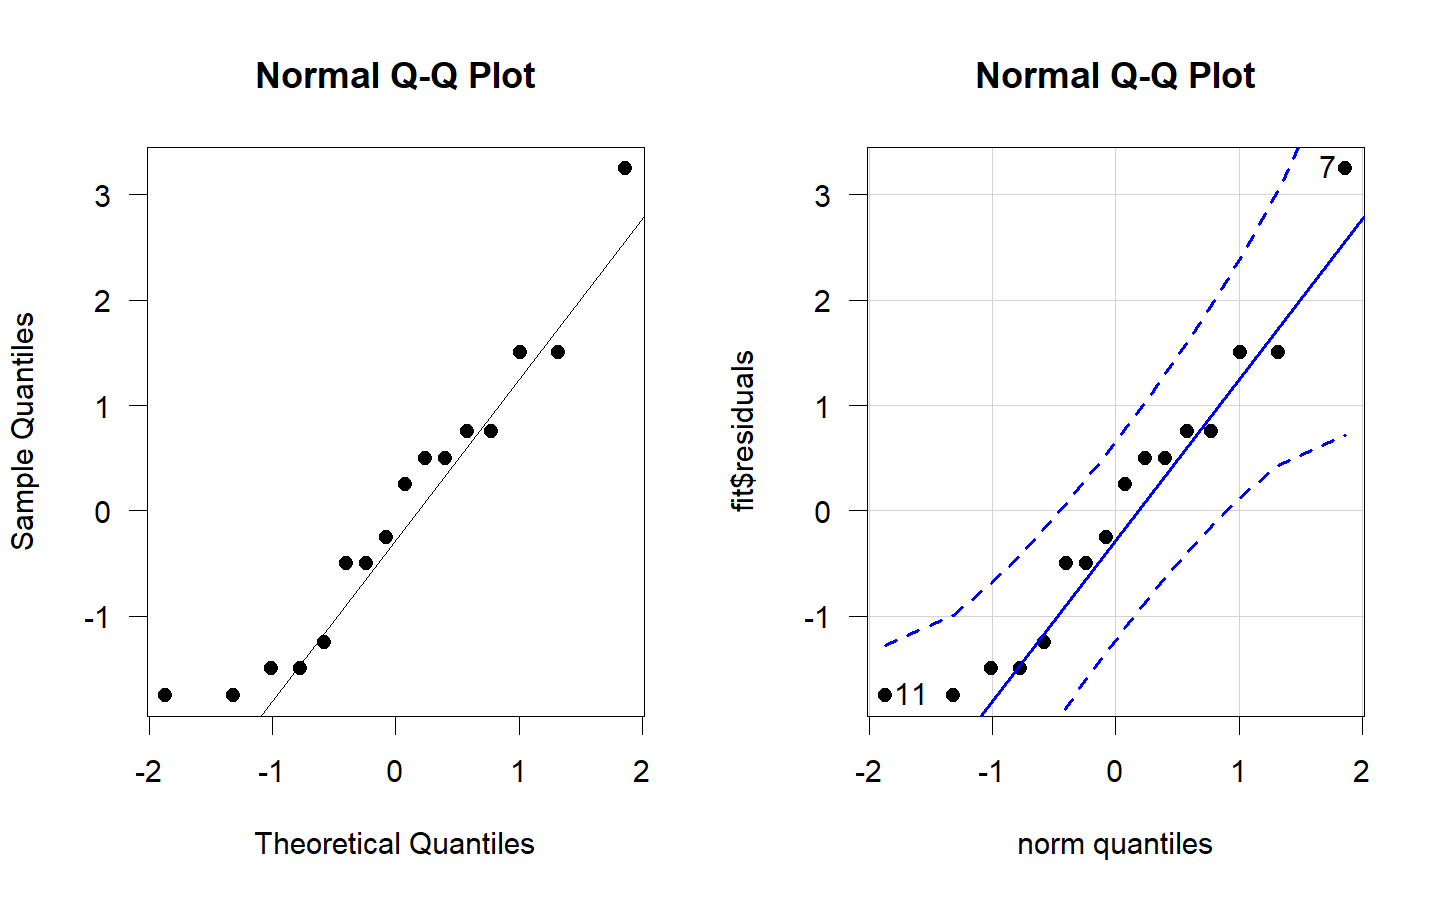 Normal Q-Q Plot
Sample Quantiles
3
2
1
0
-1
-2 -1 0 1 2
Theoretical Quantiles
Normal Q-Q Plot
fit$residuals
3
2
1
0
-1
7
11
-2 -1 0 1 2
norm quantiles